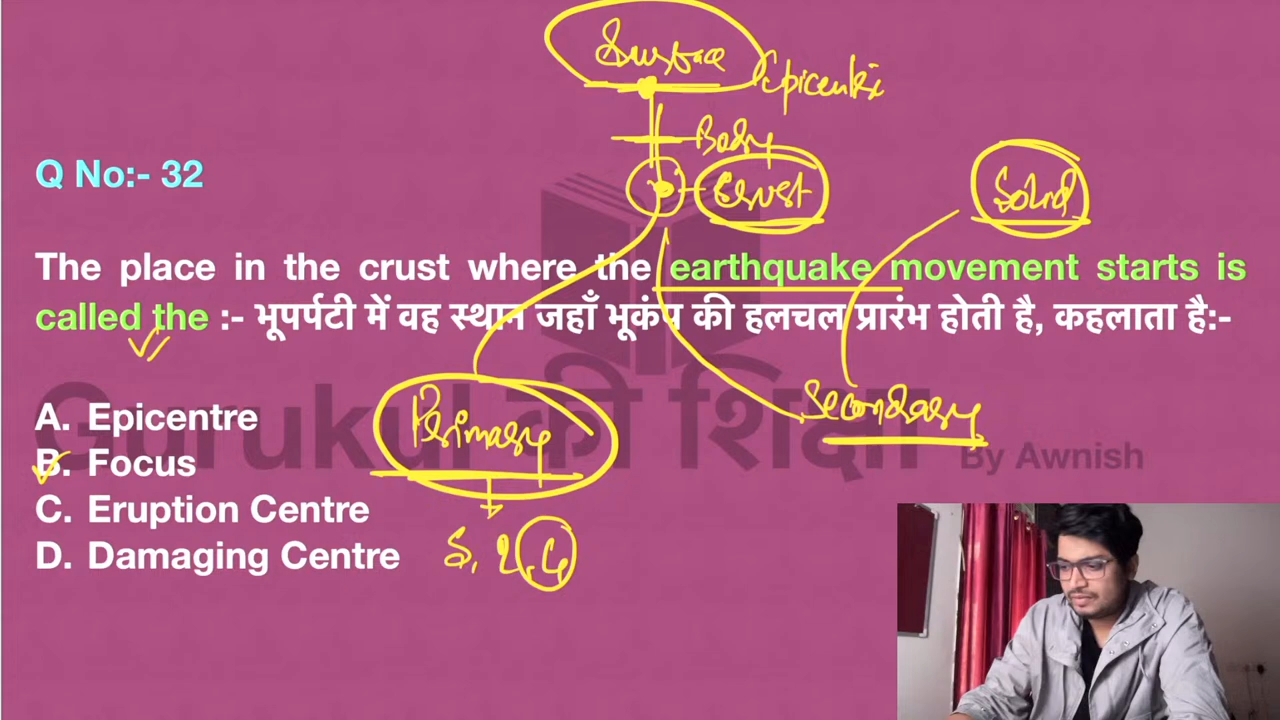 Surface
Epicentre
Body
Crust
Solid
Q No:- 32
The place in the crust where the earthquake movement starts is
called the :- भूपर्पटी में वह स्थान जहाँ भूकंप की हलचल प्रारंभ होती है, कहलाता है:-
Primary
Secondary
A. Epicentre
B. Focus
C. Eruption Centre
D. Damaging Centre
Gurukul की शिक्षा
By Awnish